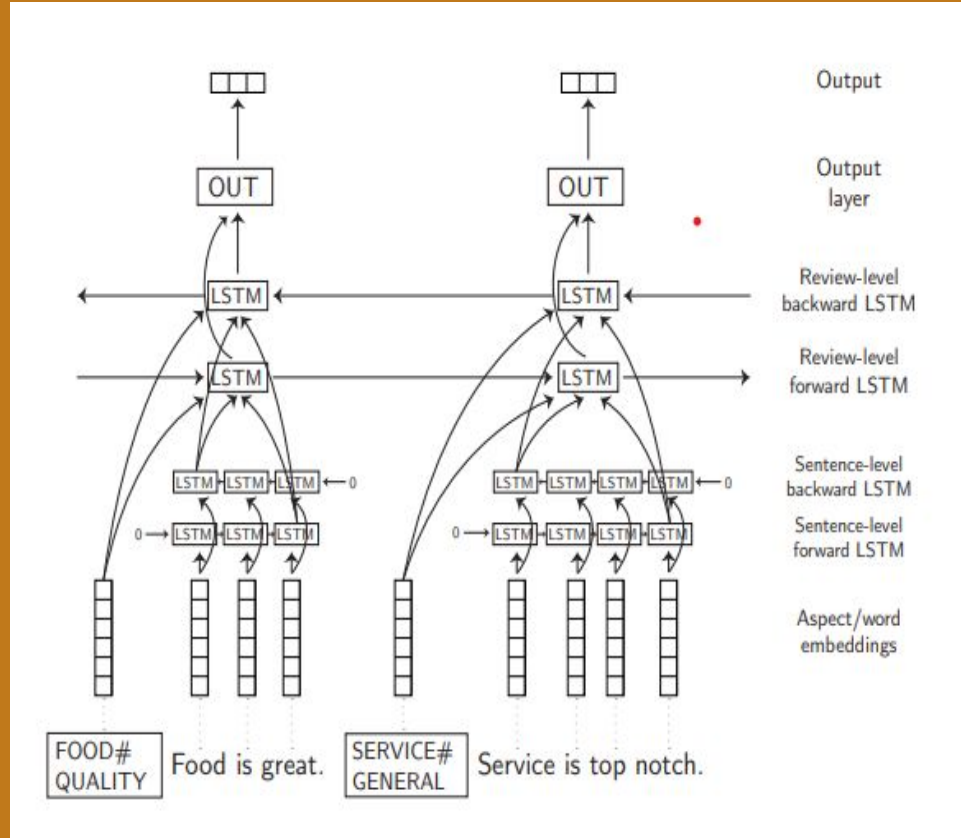 Output
OUT
OUT
Output
layer
LSTM
LSTM
Review-level
backward LSTM
LSTM
LSTM
Review-level
forward LSTM
LSTM LSTM LSTM 0
LSTM LSTM LSTM LSTM 0
Sentence-level
backward LSTM
0 LSTM LSTM LSTM
0 LSTM LSTM LSTM LSTM
Sentence-level
forward LSTM
Aspect/word
embeddings
FOOD#
QUALITY
Food is great.
SERVICE#
GENERAL
Service is top notch.